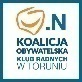 .N
KOALICJA
OBYWATELSKA
KLUB RADNYCH
W TORUNIU